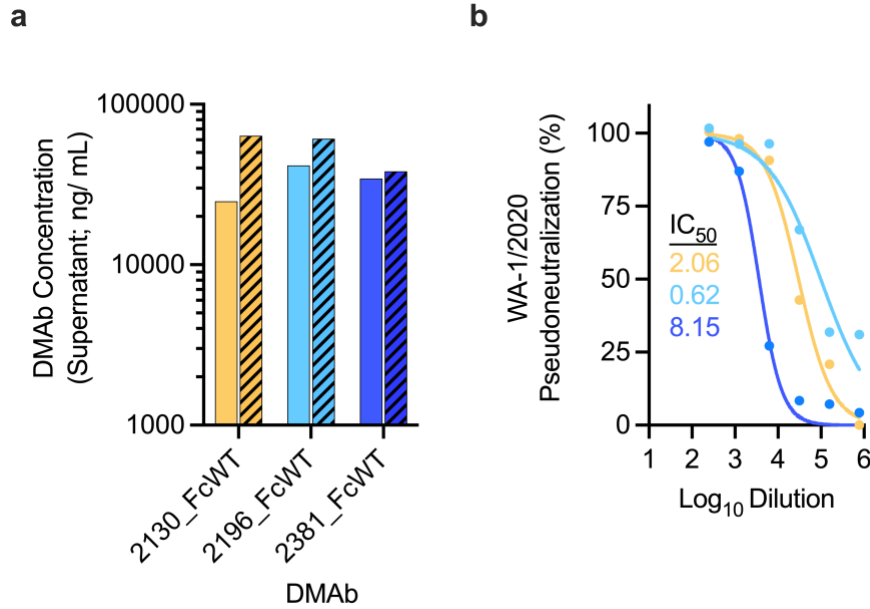 a
DMAb Concentration
(Supernatant; ng/ mL)
100000
10000
1000
2130_FcWT
2196_FcWT
2381_FcWT
DMAb
b
WA-1/2020
Pseudoneutralization (%)
100
75
50
25
0
IC50
2.06
0.62
8.15
1 2 3 4 5 6
Log10 Dilution